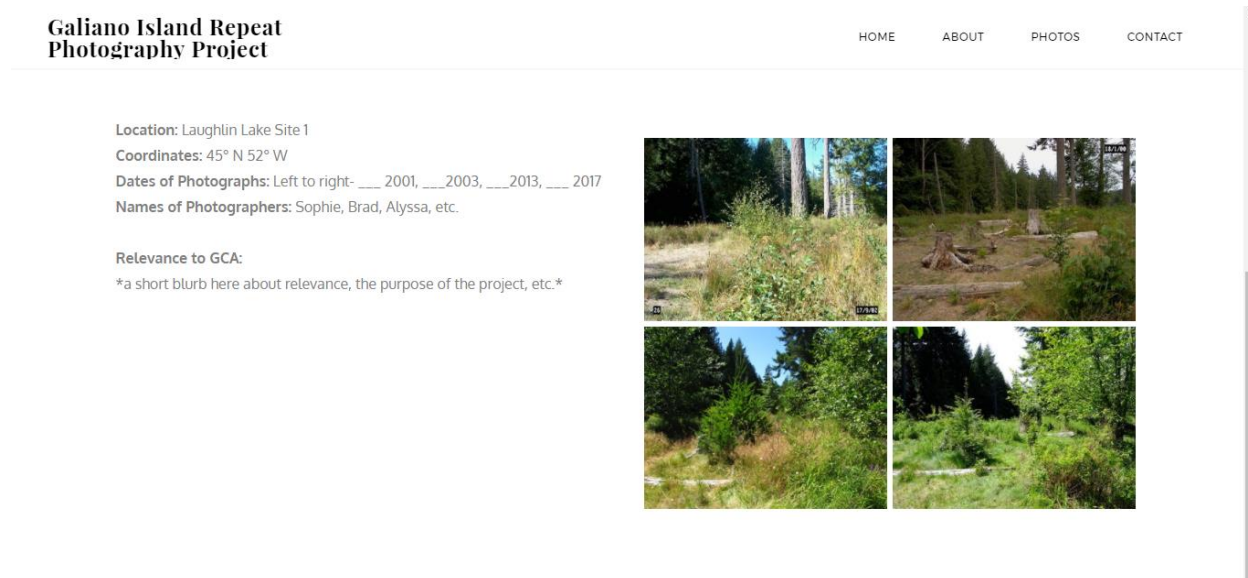 Galiano Island Repeat
Photography Project
HOME
ABOUT
PHOTOS
CONTACT
Location: Laughlin Lake Site 1
Coordinates: 45° N 52° W
Dates of Photographs: Left to right- ___ 2001, ___2003, ___2013, ___ 2017
Names of Photographers: Sophie, Brad, Alyssa, etc.
Relevance to GCA:
*a short blurb here about relevance, the purpose of the project, etc.*